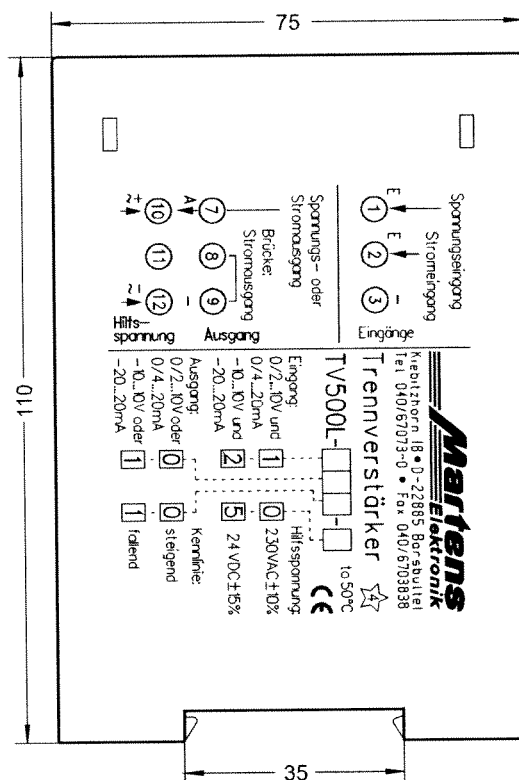 75
110
35
Spannungseingang
Stromeingang
E
E
1
2
3
-
Eingänge
Spannungs- oder
Stromausgang
Brücke:
Stromausgang
A
7
8
9
-
Ausgang
~+
10
11
12
~-
Hilfs-
spannung
Martens
Elektronik
Kiebitzhorn 18 • D-22885 Barsbüttel
Tel 040/67073-0 • Fax 040/6703838
Trennverstärker
4
TV500L-
-
to 50°C
CE
Eingang:
0/2...10V und
0/4...20mA
1
-10...10V und
-20...20mA
2
Hilfsspannung:
0 230VAC±10%
5 24VDC±15%
Ausgang:
0/2...10V oder
0/4...20mA
0
-10...10V oder
-20...20mA
1
Kennlinie:
0 steigend
1 fallend